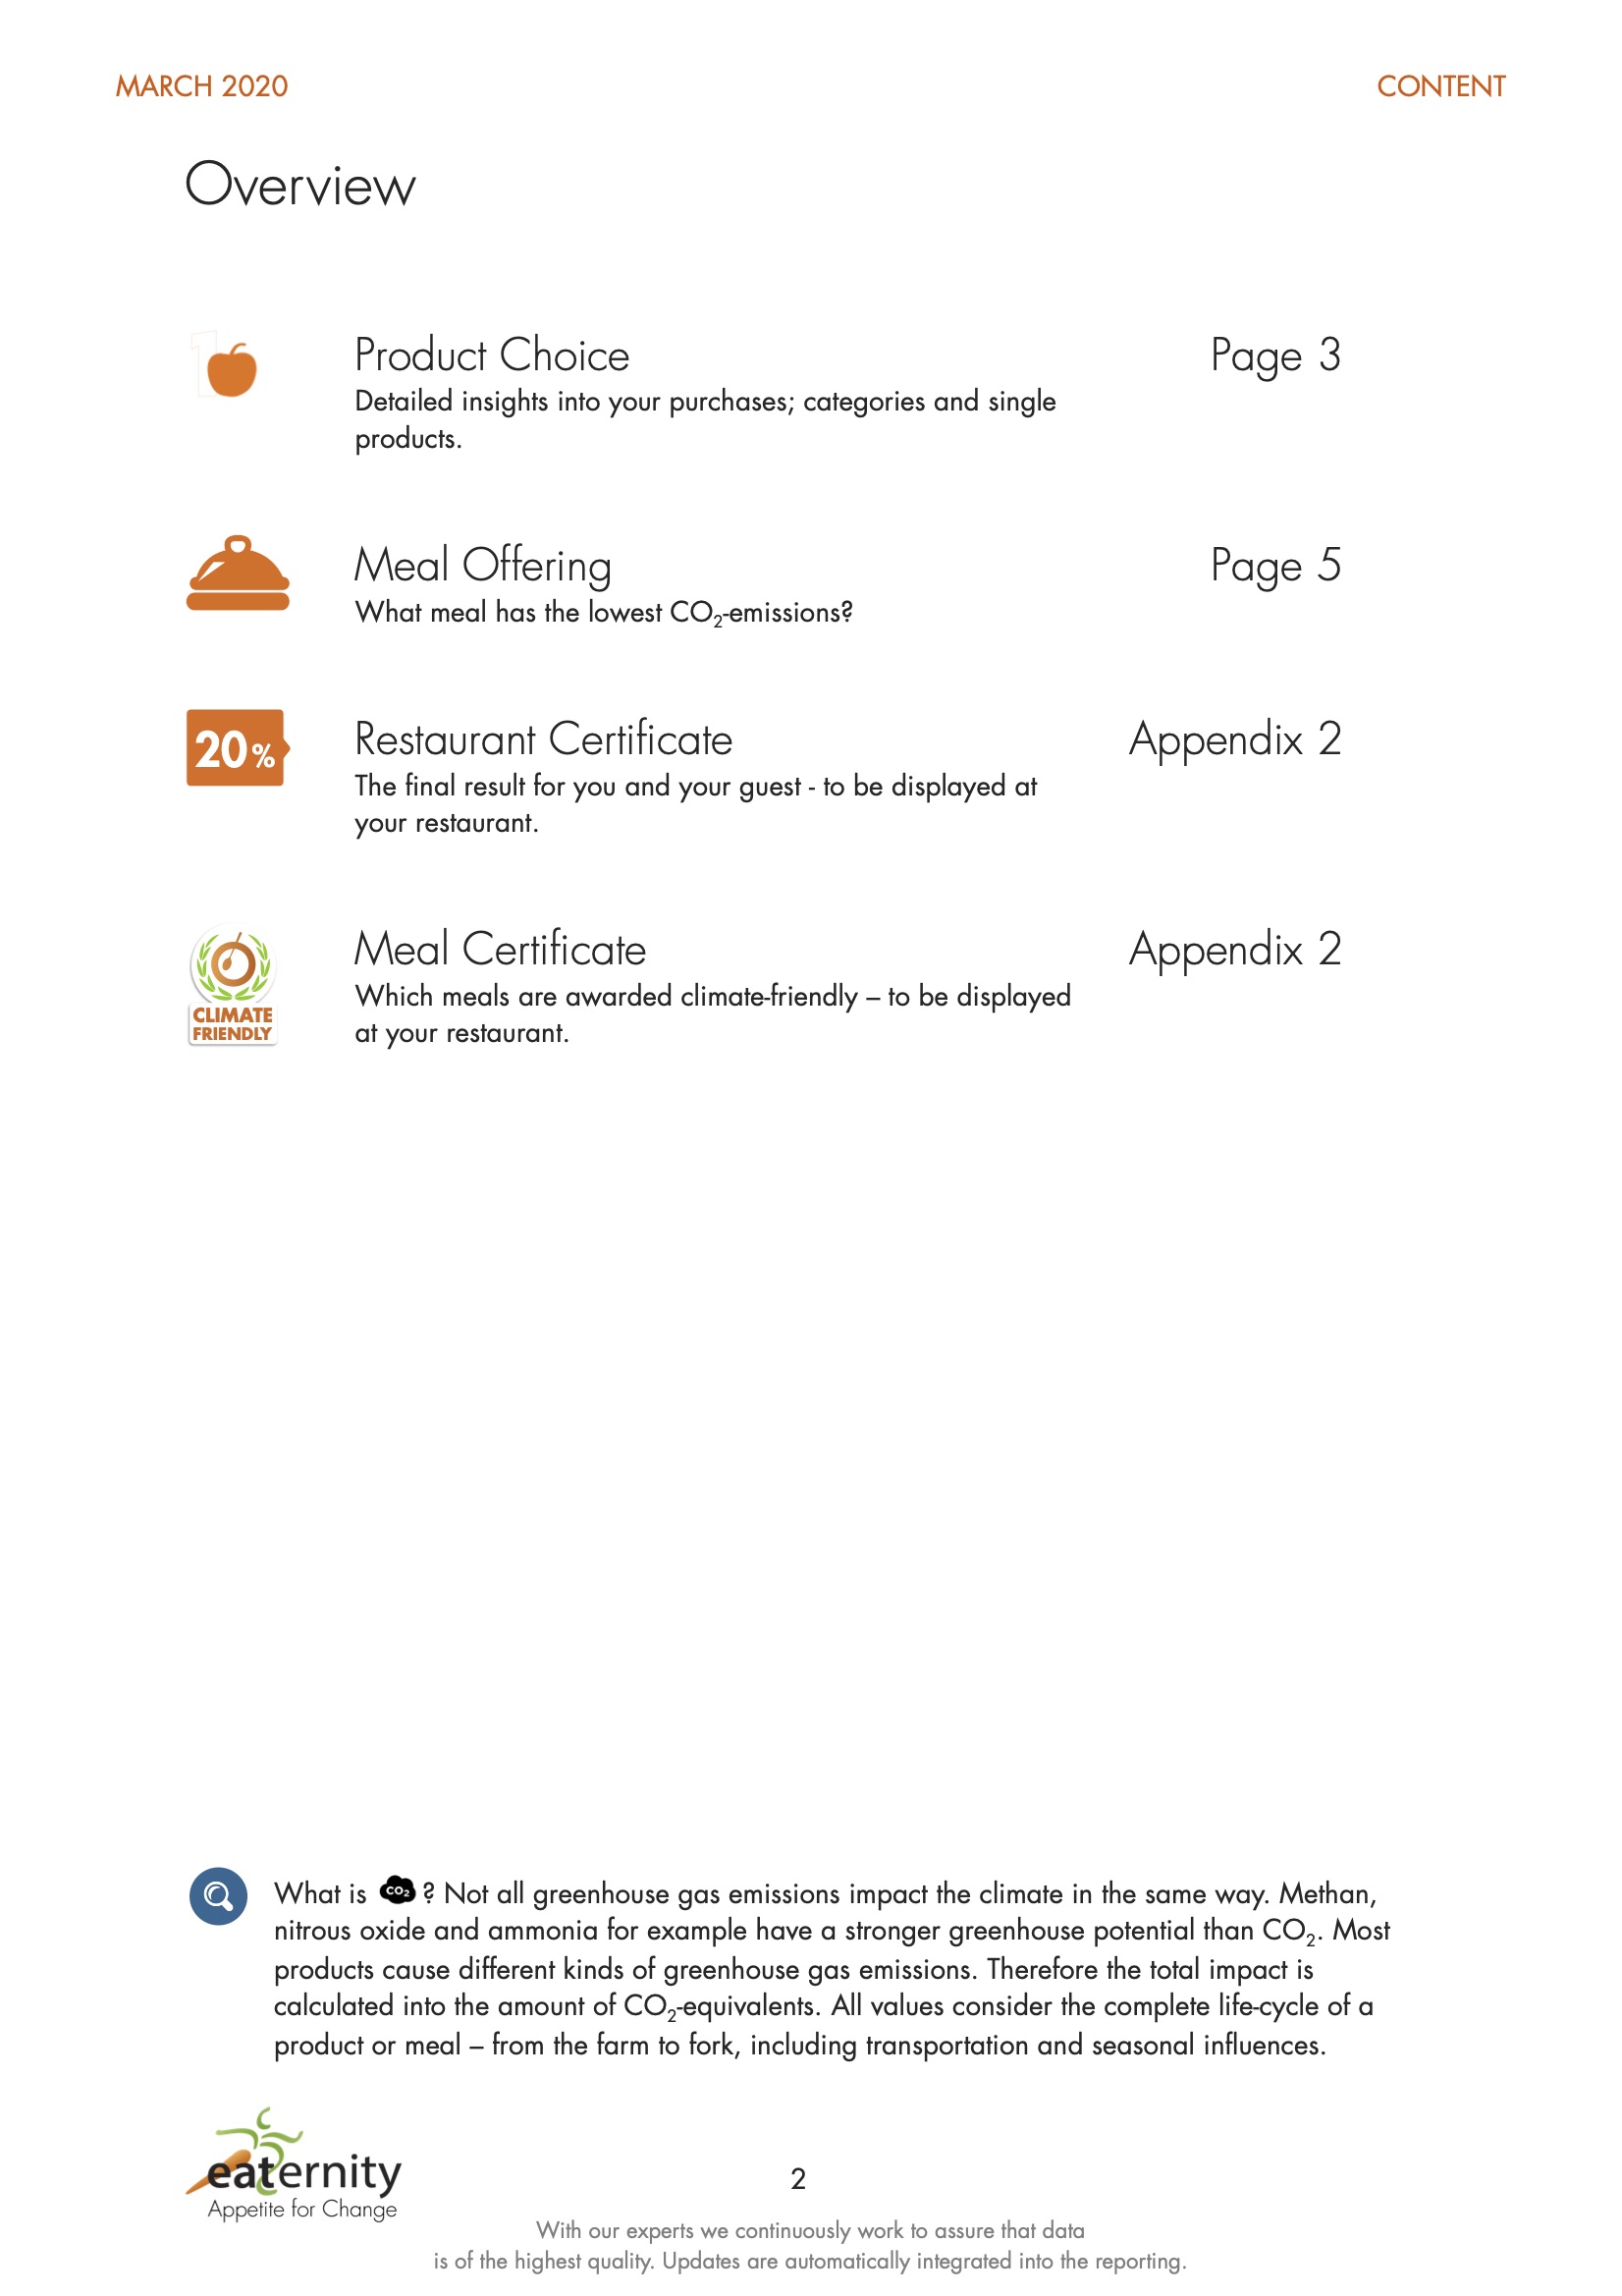 MARCH 2020
CONTENT
Overview
Product Choice
Page 3
Detailed insights into your purchases; categories and single
products.
Meal Offering
Page 5
What meal has the lowest CO₂-emissions?
20 %
Restaurant Certificate
Appendix 2
The final result for you and your guest - to be displayed at
your restaurant.
CLIMATE
FRIENDLY
Meal Certificate
Appendix 2
Which meals are awarded climate-friendly – to be displayed
at your restaurant.
What is CO₂ ? Not all greenhouse gas emissions impact the climate in the same way. Methan,
nitrous oxide and ammonia for example have a stronger greenhouse potential than CO₂. Most
products cause different kinds of greenhouse gas emissions. Therefore the total impact is
calculated into the amount of CO₂-equivalents. All values consider the complete life-cycle of a
product or meal – from the farm to fork, including transportation and seasonal influences.
eaternity
Appetite for Change
2
With our experts we continuously work to assure that data
is of the highest quality. Updates are automatically integrated into the reporting.